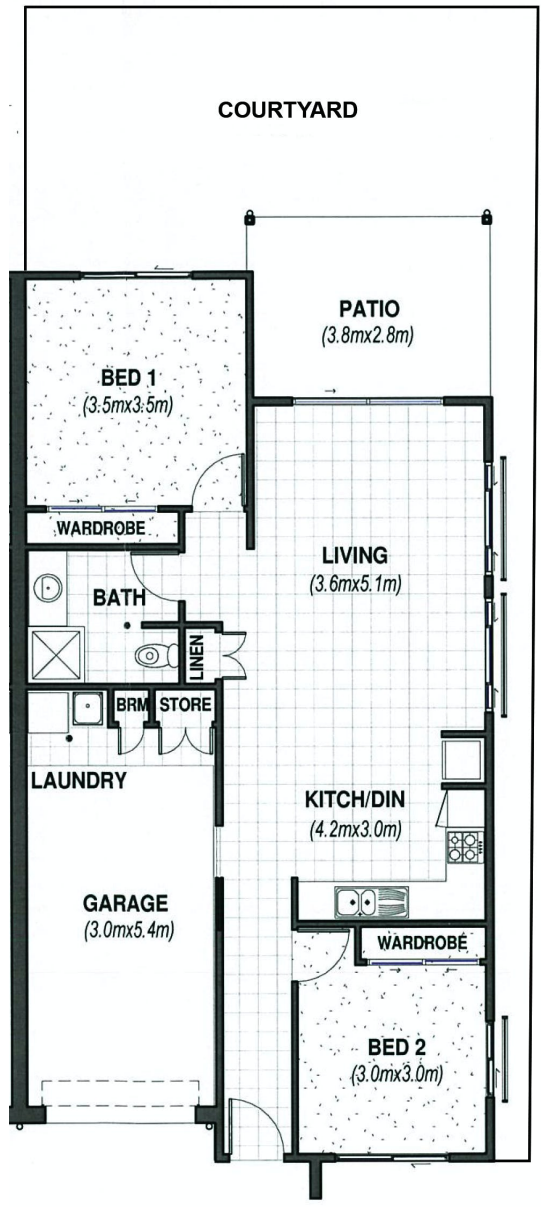 COURTYARD
PATIO
(3.8mx2.8m)
BED 1
(3.5mx3.5m)
WARDROBE
LIVING
(3.6mx5.1m)
BATH
LINEN
BRM
STORE
LAUNDRY
KITCH/DIN
(4.2mx3.0m)
GARAGE
(3.0mx5.4m)
WARDROBE
BED 2
(3.0mx3.0m)